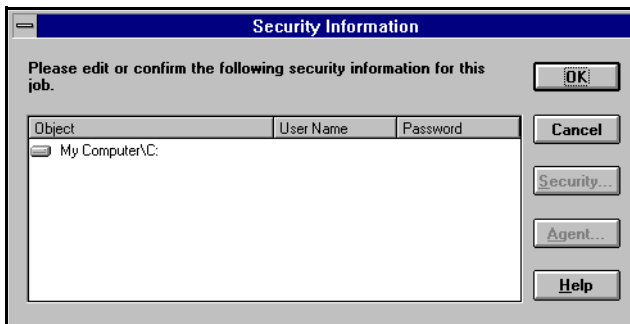 Security Information
Please edit or confirm the following security information for this
job.
OK
Object User Name Password
Cancel
My Computer\C:
Security...
Agent...
Help